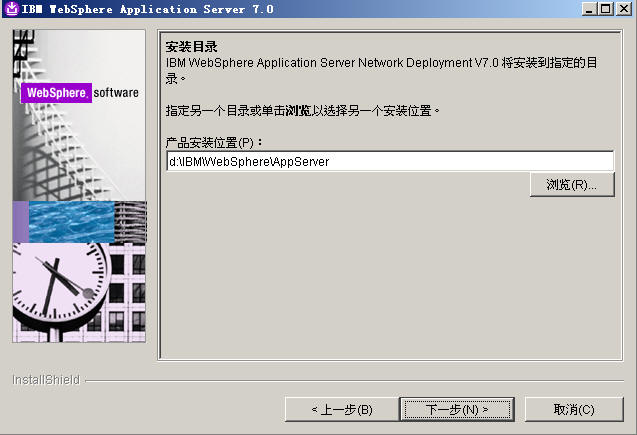 IBM WebSphere Application Server 7.0
WebSphere. software
安装目录
IBM WebSphere Application Server Network Deployment V7.0 将安装到指定的目
录。
指定另一个目录或单击浏览以选择另一个安装位置。
产品安装位置(P)：
d:\IBM\WebSphere\AppServer
浏览(R)...
InstallShield
< 上一步(B)
下一步(N) >
取消(C)